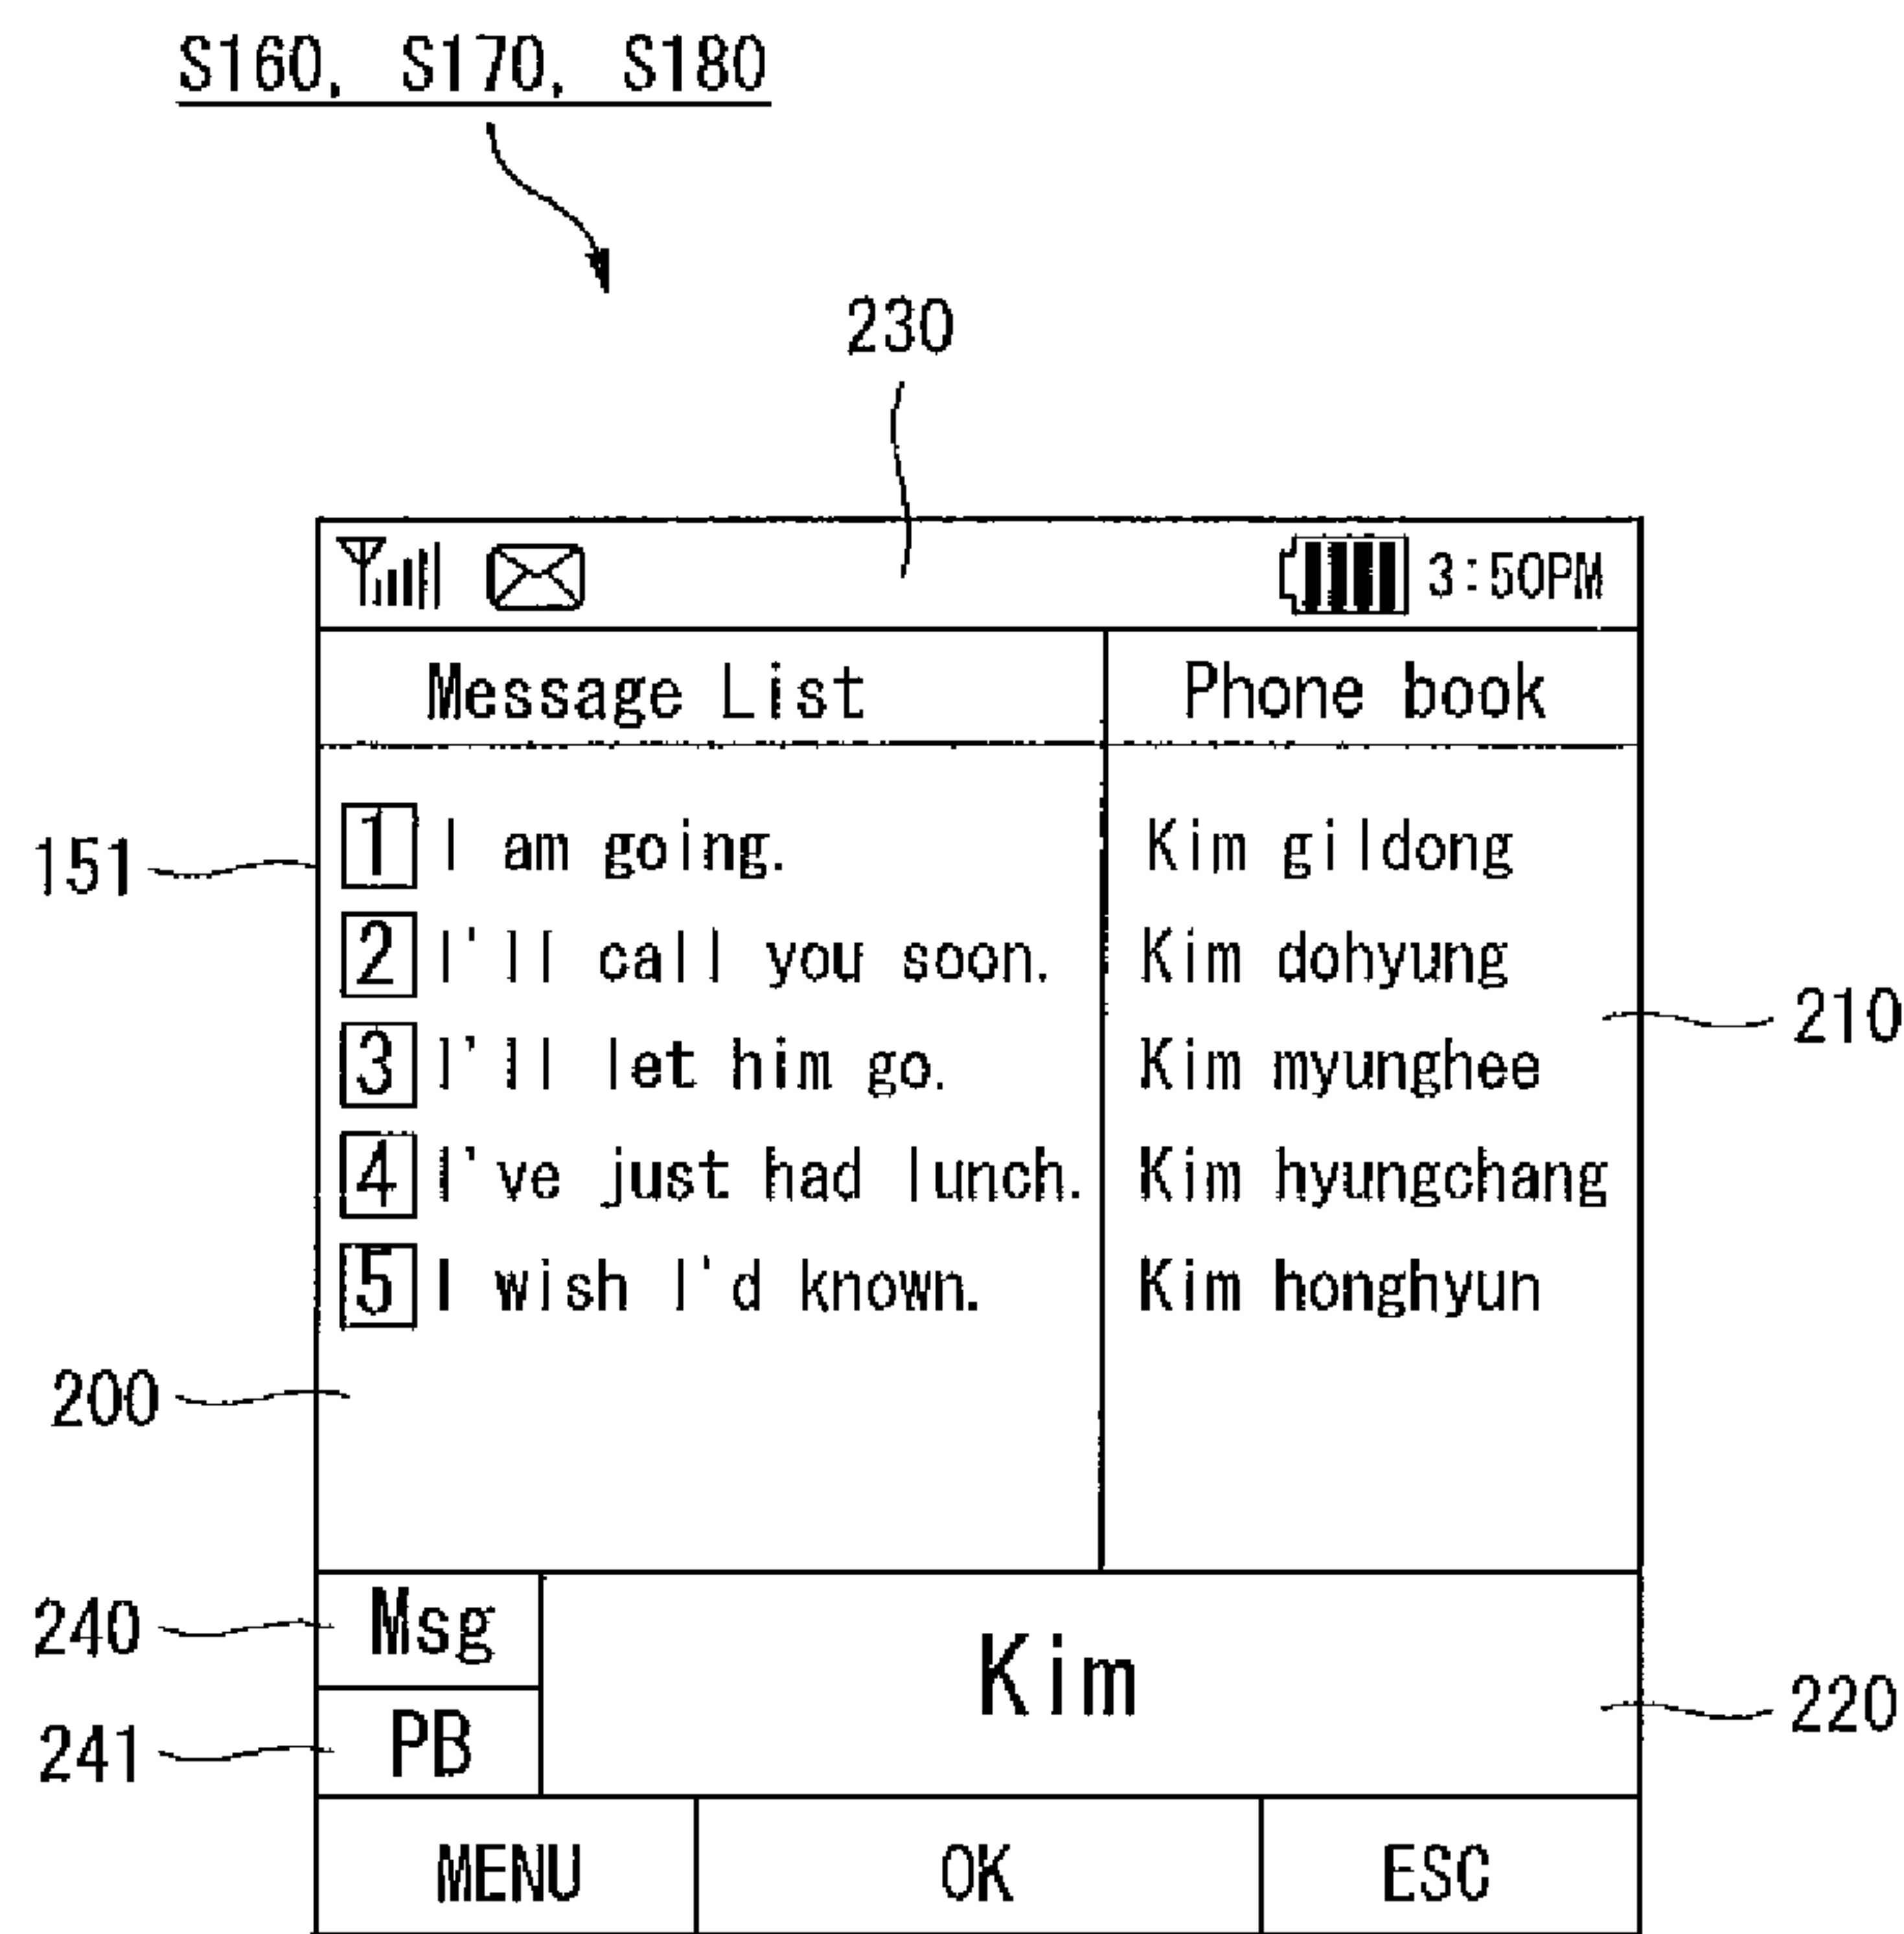 S160, S170, S180
230
3:50PM
Message List Phone book
151
1 I am going. Kim gildong
2 I'll call you soon. Kim dohyung
210
3 I'll let him go. Kim myunghee
4 I've just had lunch. Kim hyungchang
5 I wish I'd known. Kim honghyun
200
240 Msg
Kim
220
241 PB
MENU OK ESC